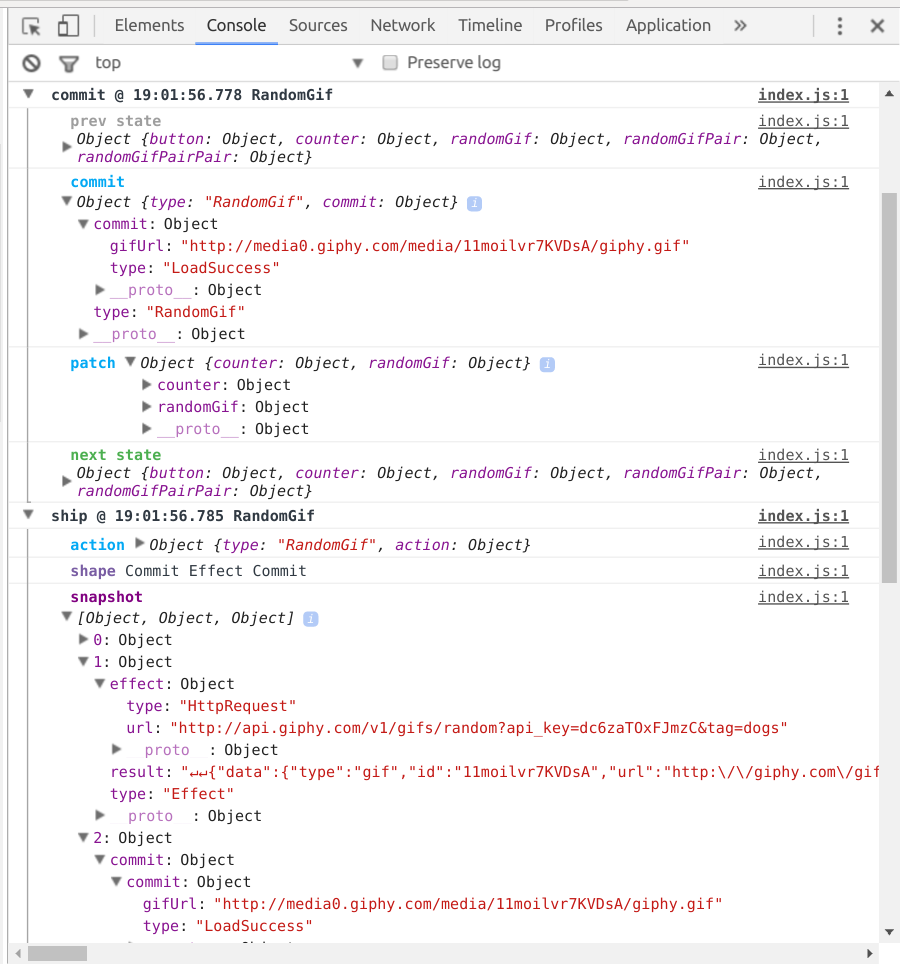 Elements Console Sources Network Timeline Profiles Application »
top Preserve log
commit @ 19:01:56.778 RandomGif index.js:1
prev state index.js:1
Object {button: Object, counter: Object, randomGif: Object, randomGifPair: Object,
randomGifPairPair: Object}
commit index.js:1
Object {type: "RandomGif", commit: Object} i
commit: Object
gifUrl: "http://media0.giphy.com/media/11moilvr7KVDsA/giphy.gif"
type: "LoadSuccess"
__proto__: Object
type: "RandomGif"
__proto__: Object
patch Object {counter: Object, randomGif: Object} i index.js:1
counter: Object
randomGif: Object
__proto__: Object
next state index.js:1
Object {button: Object, counter: Object, randomGif: Object, randomGifPair: Object,
randomGifPairPair: Object}
ship @ 19:01:56.785 RandomGif index.js:1
action Object {type: "RandomGif", action: Object} index.js:1
shape Commit Effect Commit index.js:1
snapshot index.js:1
[Object, Object, Object] i
0: Object
1: Object
effect: Object
type: "HttpRequest"
url: "http://api.giphy.com/v1/gifs/random?api_key=dc6zaTOxFJmzC&tag=dogs"
__proto__: Object
result: "↵↵{"data":{"type":"gif","id":"11moilvr7KVDsA","url":"http:\/\/giphy.com\/gif
type: "Effect"
__proto__: Object
2: Object
commit: Object
commit: Object
gifUrl: "http://media0.giphy.com/media/11moilvr7KVDsA/giphy.gif"
type: "LoadSuccess"